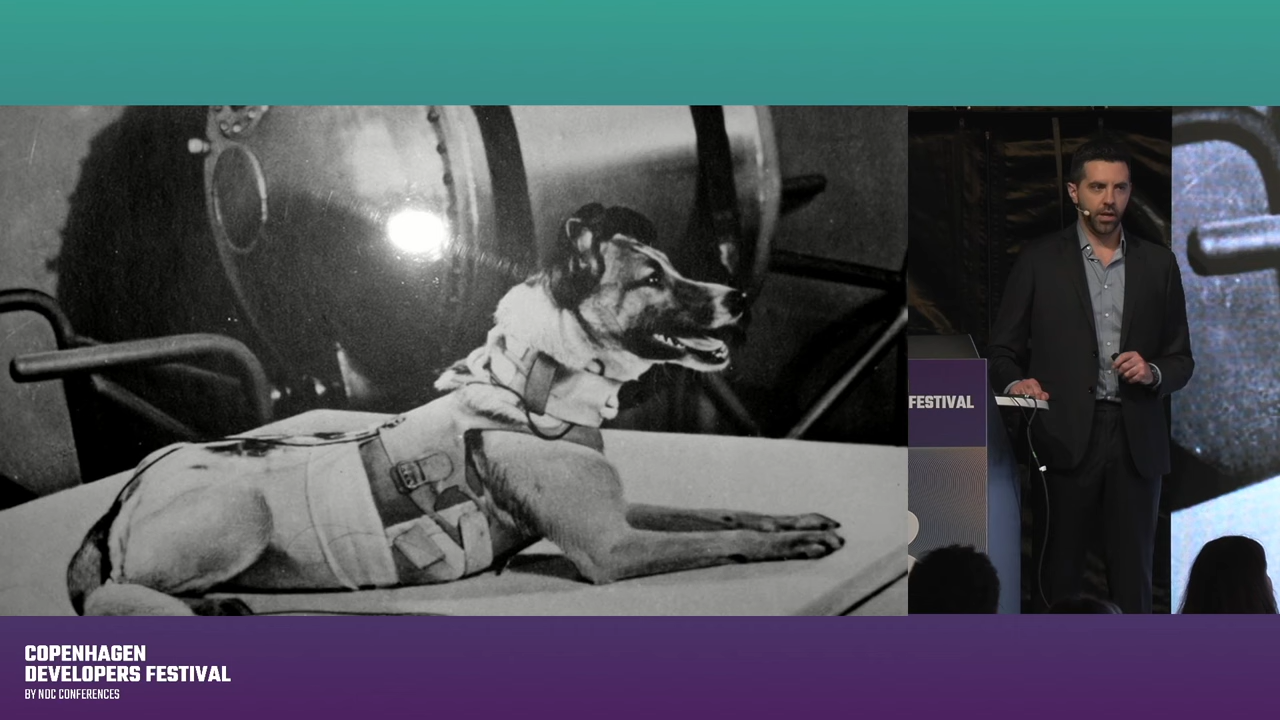 FESTIVAL
COPENHAGEN
DEVELOPERS FESTIVAL
BY NDC CONFERENCES